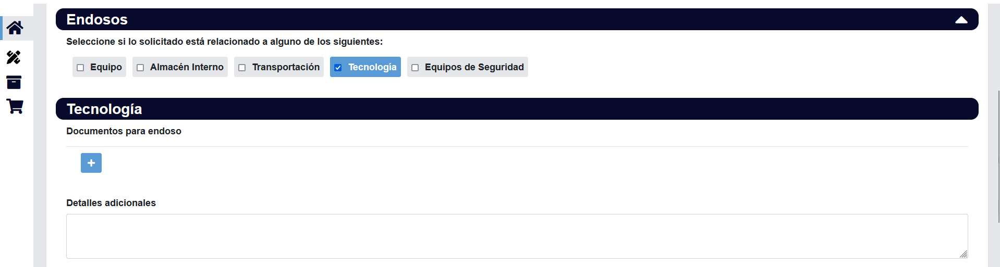 Endosos
Seleccione si lo solicitado está relacionado a alguno de los siguientes:
Equipo Almacén Interno Transportación Tecnología Equipos de Seguridad
Tecnología
Documentos para endoso
+
Detalles adicionales